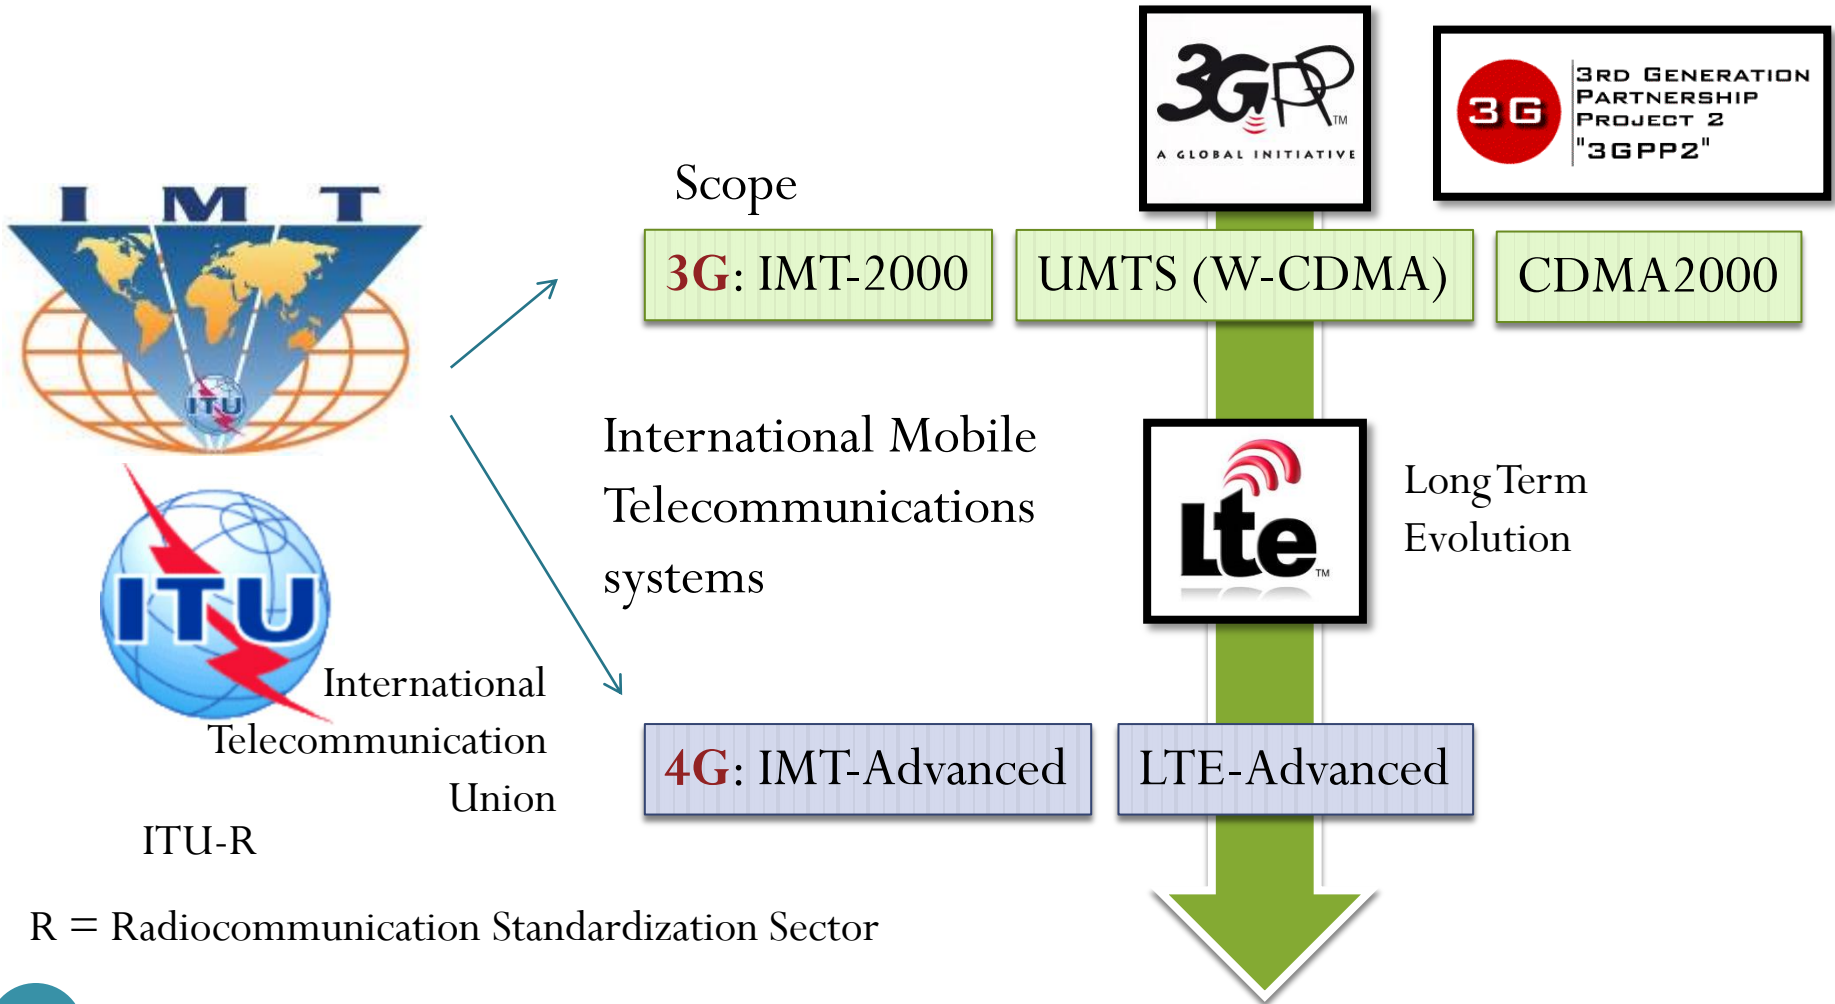 I M T
ITU
ITU
International
Telecommunication
Union
ITU-R
R = Radiocommunication Standardization Sector
Scope
3G: IMT-2000
International Mobile
Telecommunications
systems
4G: IMT-Advanced
3GPP TM
A GLOBAL INITIATIVE
UMTS (W-CDMA)
Lte TM
Long Term
Evolution
LTE-Advanced
3G
3RD GENERATION
PARTNERSHIP
PROJECT 2
"3GPP2"
CDMA2000